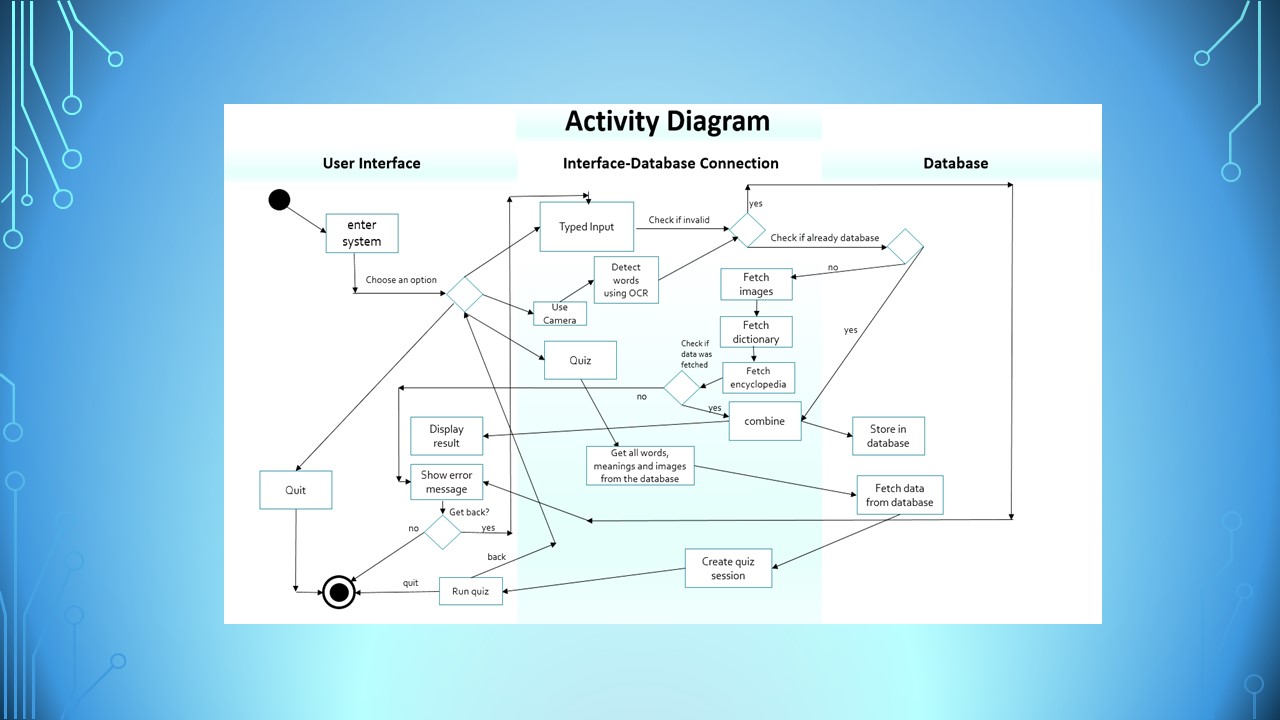 Activity Diagram
User Interface
Interface-Database Connection
Database
enter
system
Choose an option
Typed Input
Check if invalid
yes
Check if already database
no
yes
Detect
words
using OCR
Use
Camera
Fetch
images
Fetch
dictionary
Fetch
encyclopedia
Check if
data was
fetched
no
yes
Quiz
combine
Display
result
Store in
database
Get all words,
meanings and images
from the database
Show error
message
Get back?
no
yes
Quit
Fetch data
from database
back
Create quiz
session
quit
Run quiz